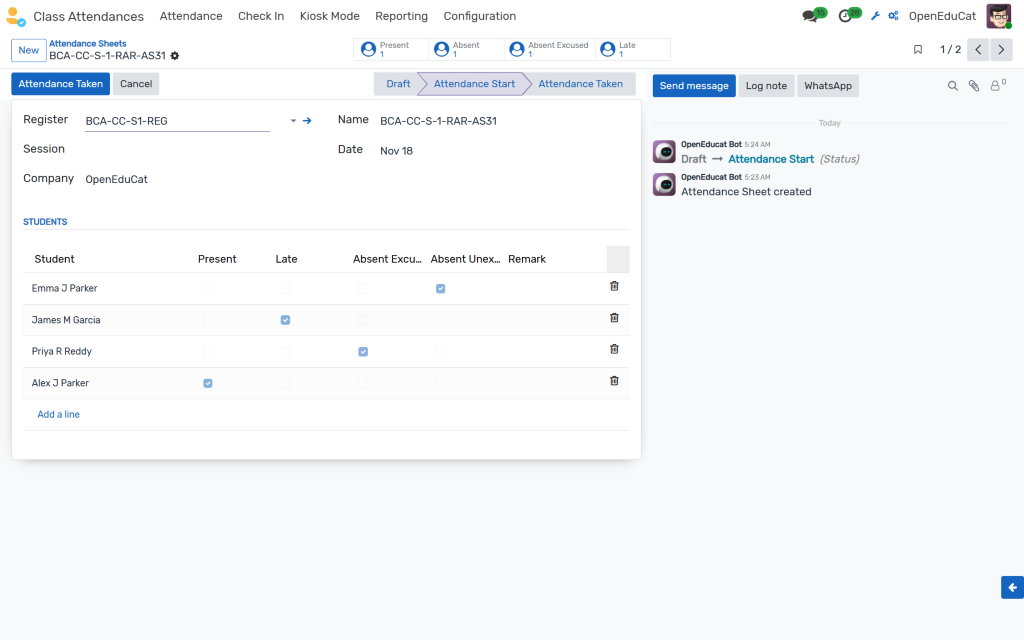 Class Attendances Attendance Check In Kiosk Mode Reporting Configuration 15 28 OpenEduCat
New Attendance Sheets
BCA-CC-S-1-RAR-AS31
Present 1 Absent 1 Absent Excused 1 Late 1
1 / 2
Attendance Taken Cancel Draft Attendance Start Attendance Taken
Send message Log note WhatsApp 0
Register BCA-CC-S1-REG
Name BCA-CC-S-1-RAR-AS31
Session
Date Nov 18
Company OpenEduCat
Today
OpenEducat Bot 5:24 AM
Draft → Attendance Start (Status)
OpenEducat Bot 5:23 AM
Attendance Sheet created
STUDENTS
Student Present Late Absent Excu... Absent Unex... Remark
Emma J Parker
James M Garcia
Priya R Reddy
Alex J Parker
Add a line